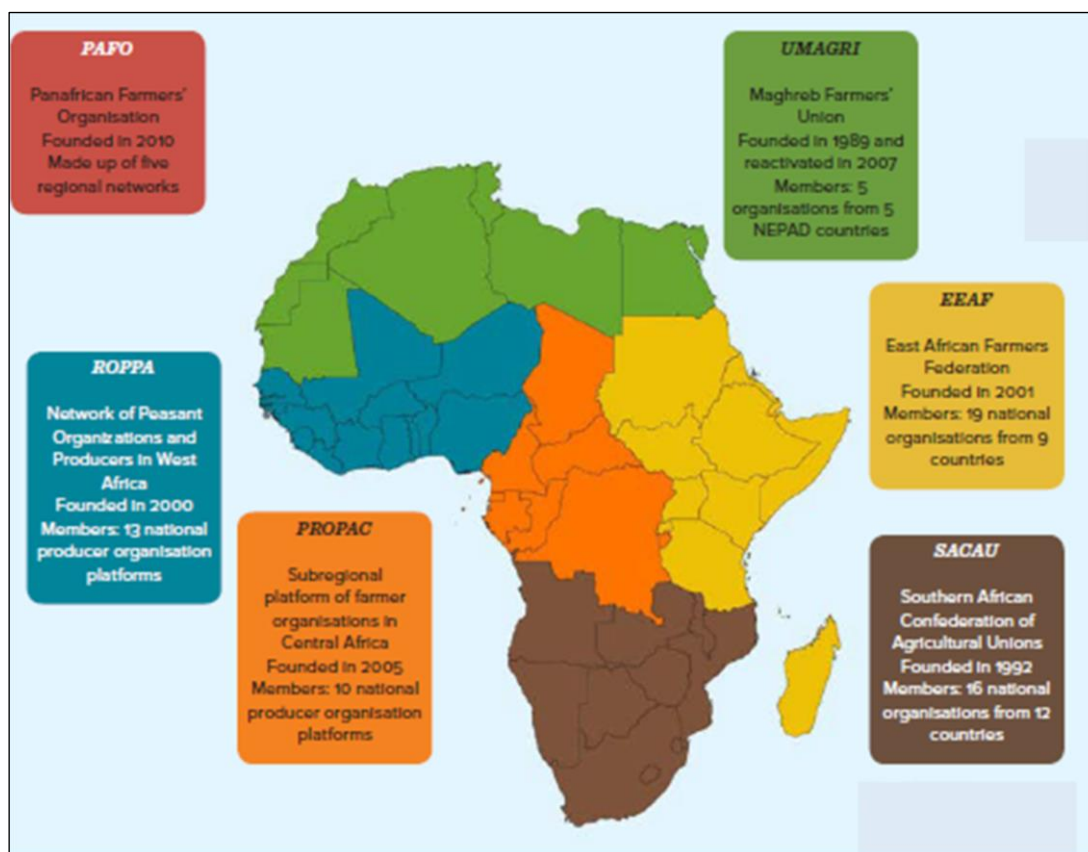 PAFO
Panafrican Farmers'
Organisation
Founded in 2010
Made up of five
regional networks
UMAGRI
Maghreb Farmers'
Union
Founded in 1989 and
reactivated in 2007
Members: 5
organisations from 5
NEPAD countries
ROPPA
Network of Peasant
Organizations and
Producers in West
Africa
Founded in 2000
Members: 13 national
producer organisation
platforms
EEAF
East African Farmers
Federation
Founded in 2001
Members: 19 national
organisations from 9
countries
PROPAC
Subregional
platform of farmer
organisations in
Central Africa
Founded in 2005
Members: 10 national
producer organisation
platforms
SACAU
Southern African
Confederation of
Agricultural Unions
Founded in 1992
Members: 16 national
organisations from 12
countries